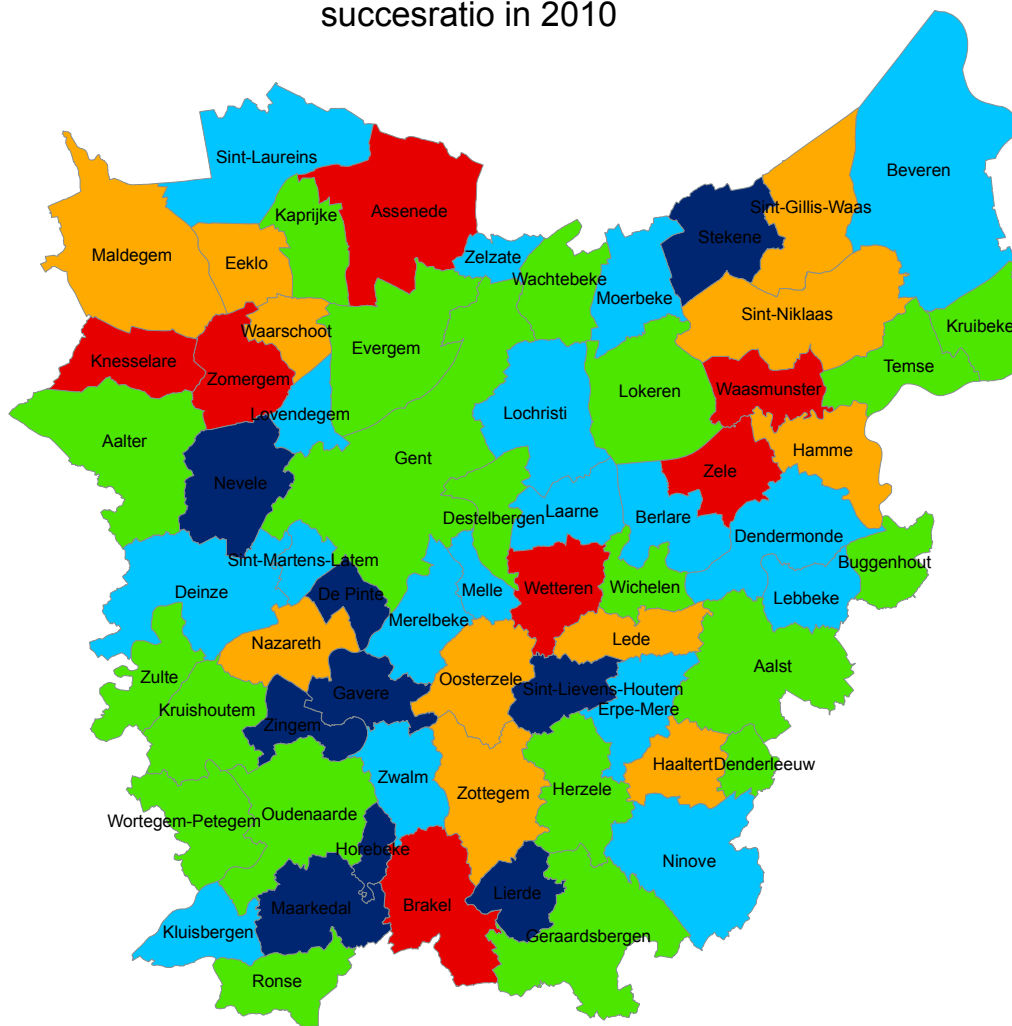 succesratio in 2010
Sint-Laureins
Beveren
Kaprijke
Assenede
Sint-Gillis-Waas
Stekene
Maldegem
Eeklo
Zelzate
Wachtebeke
Moerbeke
Sint-Niklaas
Kruibeke
Waarschoot
Evergem
Knesselare
Zomergem
Temse
Lokeren
Waasmunster
Lovendegem
Lochristi
Aalter
Gent
Hamme
Nevele
Zele
Destelbergen
Laarne
Berlare
Dendermonde
Sint-Martens-Latem
Buggenhout
Deinze
De Pinte
Melle
Wetteren
Wichelen
Lebbeke
Merelbeke
Nazareth
Lede
Aalst
Zulte
Oosterzele
Gavere
Sint-Lievens-Houtem
Kruishoutem
Erpe-Mere
Zingem
Zwalm
Haaltert
Denderleeuw
Zottegem
Herzele
Oudenaarde
Wortegem-Petegem
Horebeke
Ninove
Lierde
Brakel
Maarkedal
Kluisbergen
Geraardsbergen
Ronse